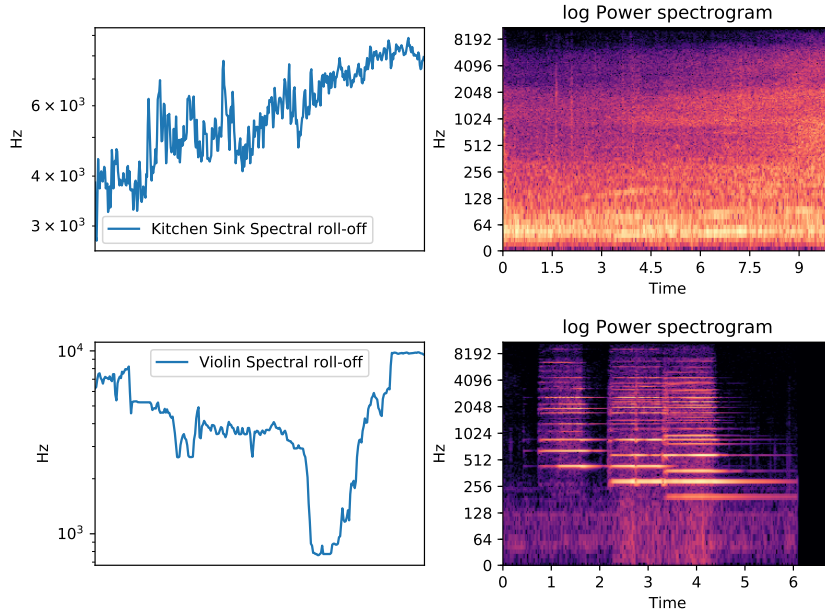 6 × 10³
4 × 10³
3 × 10³
Hz
Kitchen Sink Spectral roll-off
log Power spectrogram
8192
4096
2048
1024
512
256
128
64
0
Hz
0 1.5 3 4.5 6 7.5 9
Time
10⁴
10³
Hz
Violin Spectral roll-off
log Power spectrogram
8192
4096
2048
1024
512
256
128
64
0
Hz
0 1 2 3 4 5 6
Time